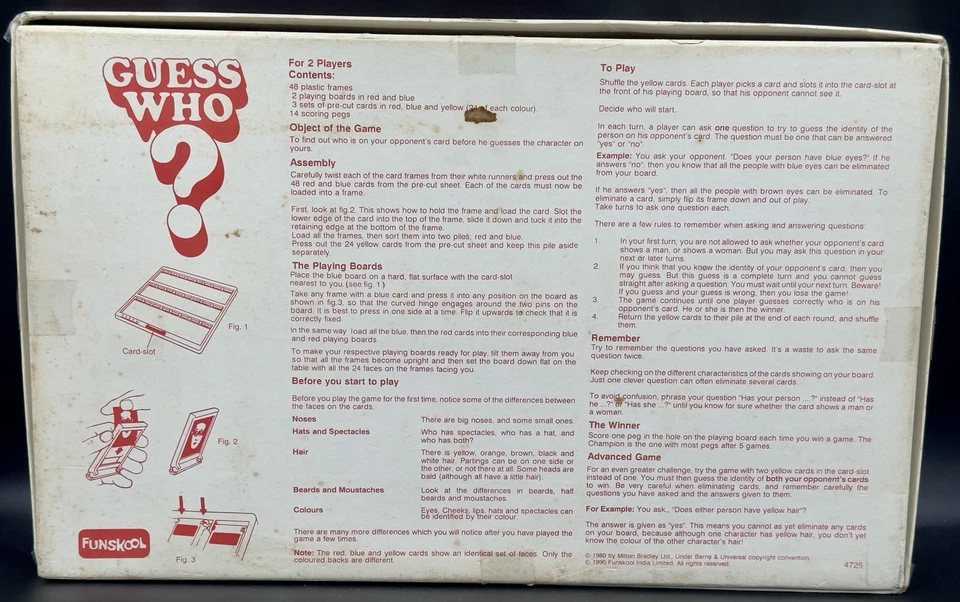 GUESS
WHO
?
Fig. 1
Card-slot
Fig. 2
FUNSKOOL
Fig. 3
For 2 Players
Contents:
48 plastic frames
2 playing boards in red and blue
3 sets of pre-cut cards in red, blue and yellow (24 of each colour)
14 scoring pegs
Object of the Game
To find out who is on your opponent's card before he guesses the character on
yours.
Assembly
Carefully twist each of the card frames from their white runners and press out the
48 red and blue cards from the pre-cut sheet. Each of the cards must now be
loaded into a frame.
First, look at fig.2. This shows how to hold the frame and load the card. Slot the
lower edge of the card into the top of the frame, slide it down and tuck it into the
retaining edge at the bottom of the frame.
Load all the frames, then sort them into two piles; red and blue.
Press out the 24 yellow cards from the pre-cut sheet and keep this pile aside
separately.
The Playing Boards
Place the blue board on a hard, flat surface with the card-slot
nearest to you. (see fig. 1)
Take any frame with a blue card and press it into any position on the board as
shown in fig.3, so that the curved hinge engages around the two pins on the
board. It is best to press in one side at a time. Flip it upwards to check that it is
correctly fixed.
In the same way load all the blue, then the red cards into their corresponding blue
and red playing boards.
To make your respective playing boards ready for play, tilt them away from you
so that all the frames become upright and then set the board down flat on the
table with all the 24 faces on the frames facing you.
Before you start to play
Before you play the game for the first time, notice some of the differences between
the faces on the cards.
Noses There are big noses, and some small ones.
Hats and Spectacles Who has spectacles, who has a hat, and
who has both?
Hair There is yellow, orange, brown, black and
white hair. Partings can be on one side or
the other, or not there at all. Some heads are
bald (although all have a little hair)
Beards and Moustaches Look at the differences in beards, half
beards and moustaches.
Colours Eyes, Cheeks, lips, hats and spectacles can
be identified by their colour.
There are many more differences which you will notice after you have played the
game a few times.
Note: The red, blue and yellow cards show an identical set of faces. Only the
coloured backs are different.
To Play
Shuffle the yellow cards. Each player picks a card and slots it into the card-slot at
the front of his playing board, so that his opponent cannot see it.
Decide who will start.
In each turn, a player can ask one question to try to guess the identity of the
person on his opponent's card. The question must be one that can be answered
"yes" or "no"
Example: You ask your opponent. "Does your person have blue eyes?" If he
answers "no", then you know that all the people with blue eyes can be eliminated
from your board.
If he answers "yes", then all the people with brown eyes can be eliminated. To
eliminate a card, simply flip its frame down and out of play.
Take turns to ask one question each.
There are a few rules to remember when asking and answering questions:
1. In your first turn, you are not allowed to ask whether your opponent's card
shows a man, or shows a woman. But you may ask this question in your
next or later turns.
2. If you think that you know the identity of your opponent's card, then you
may guess. But this guess is a complete turn and you cannot guess
straight after asking a question. You must wait until your next turn. Beware!
If you guess and your guess is wrong, then you lose the game!
3. The game continues until one player guesses correctly who is on his
opponent's card. He or she is then the winner.
4. Return the yellow cards to their pile at the end of each round, and shuffle
them.
Remember
Try to remember the questions you have asked. It's a waste to ask the same
question twice.
Keep checking on the different characteristics of the cards showing on your board.
Just one clever question can often eliminate several cards.
To avoid confusion, phrase your question "Has your person ....?" instead of "Has
he ...?" or "Has she ...?" until you know for sure whether the card shows a man or
a woman.
The Winner
Score one peg in the hole on the playing board each time you win a game. The
Champion is the one with most pegs after 5 games.
Advanced Game
For an even greater challenge, try the game with two yellow cards in the card-slot
instead of one. You must then guess the identity of both your opponent's cards
to win. Be very careful when eliminating cards, and remember carefully the
questions you have asked and the answers given to them.
For Example: You ask,, "Does either person have yellow hair"?
The answer is given as "yes". This means you cannot as yet eliminate any cards
on your board, because although one character has yellow hair, you don't yet
know the colour of the other character's hair!
© 1980 by Milton Bradley Ltd., Under Berne & Universal copyright convention.
© 1995 Funskool India Limited. All rights reserved.
4725